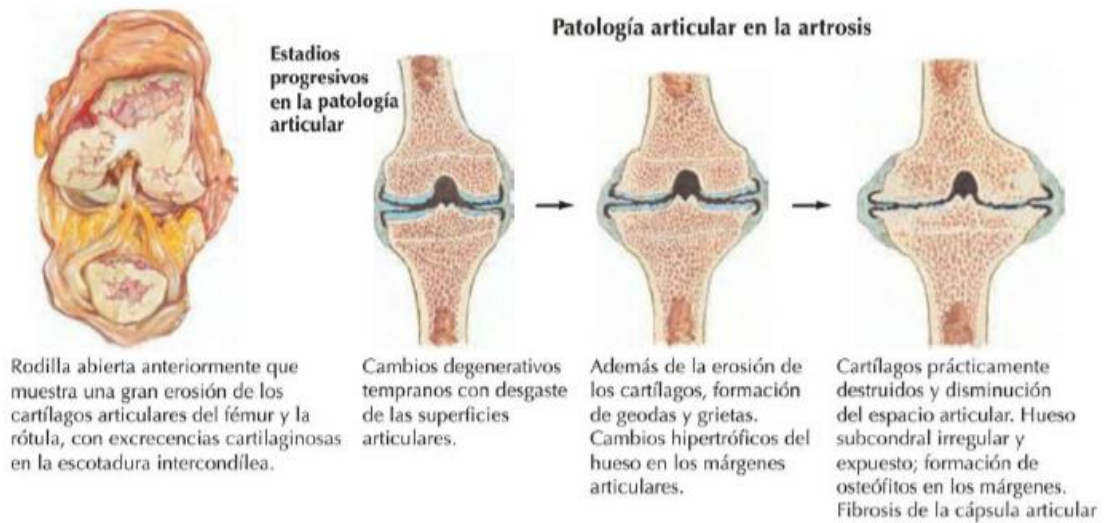 Patología articular en la artrosis
Estadios
progresivos
en la patología
articular
Rodilla abierta anteriormente que
muestra una gran erosión de los
cartílagos articulares del fémur y la
rótula, con excrecencias cartilaginosas
en la escotadura intercondílea.
Cambios degenerativos
tempranos con desgaste
de las superficies
articulares.
Además de la erosión de
los cartílagos, formación
de geodas y grietas.
Cambios hipertróficos del
hueso en los márgenes
articulares.
Cartílagos prácticamente
destruidos y disminución
del espacio articular. Hueso
subcondral irregular y
expuesto; formación de
osteófitos en los márgenes.
Fibrosis de la cápsula articular